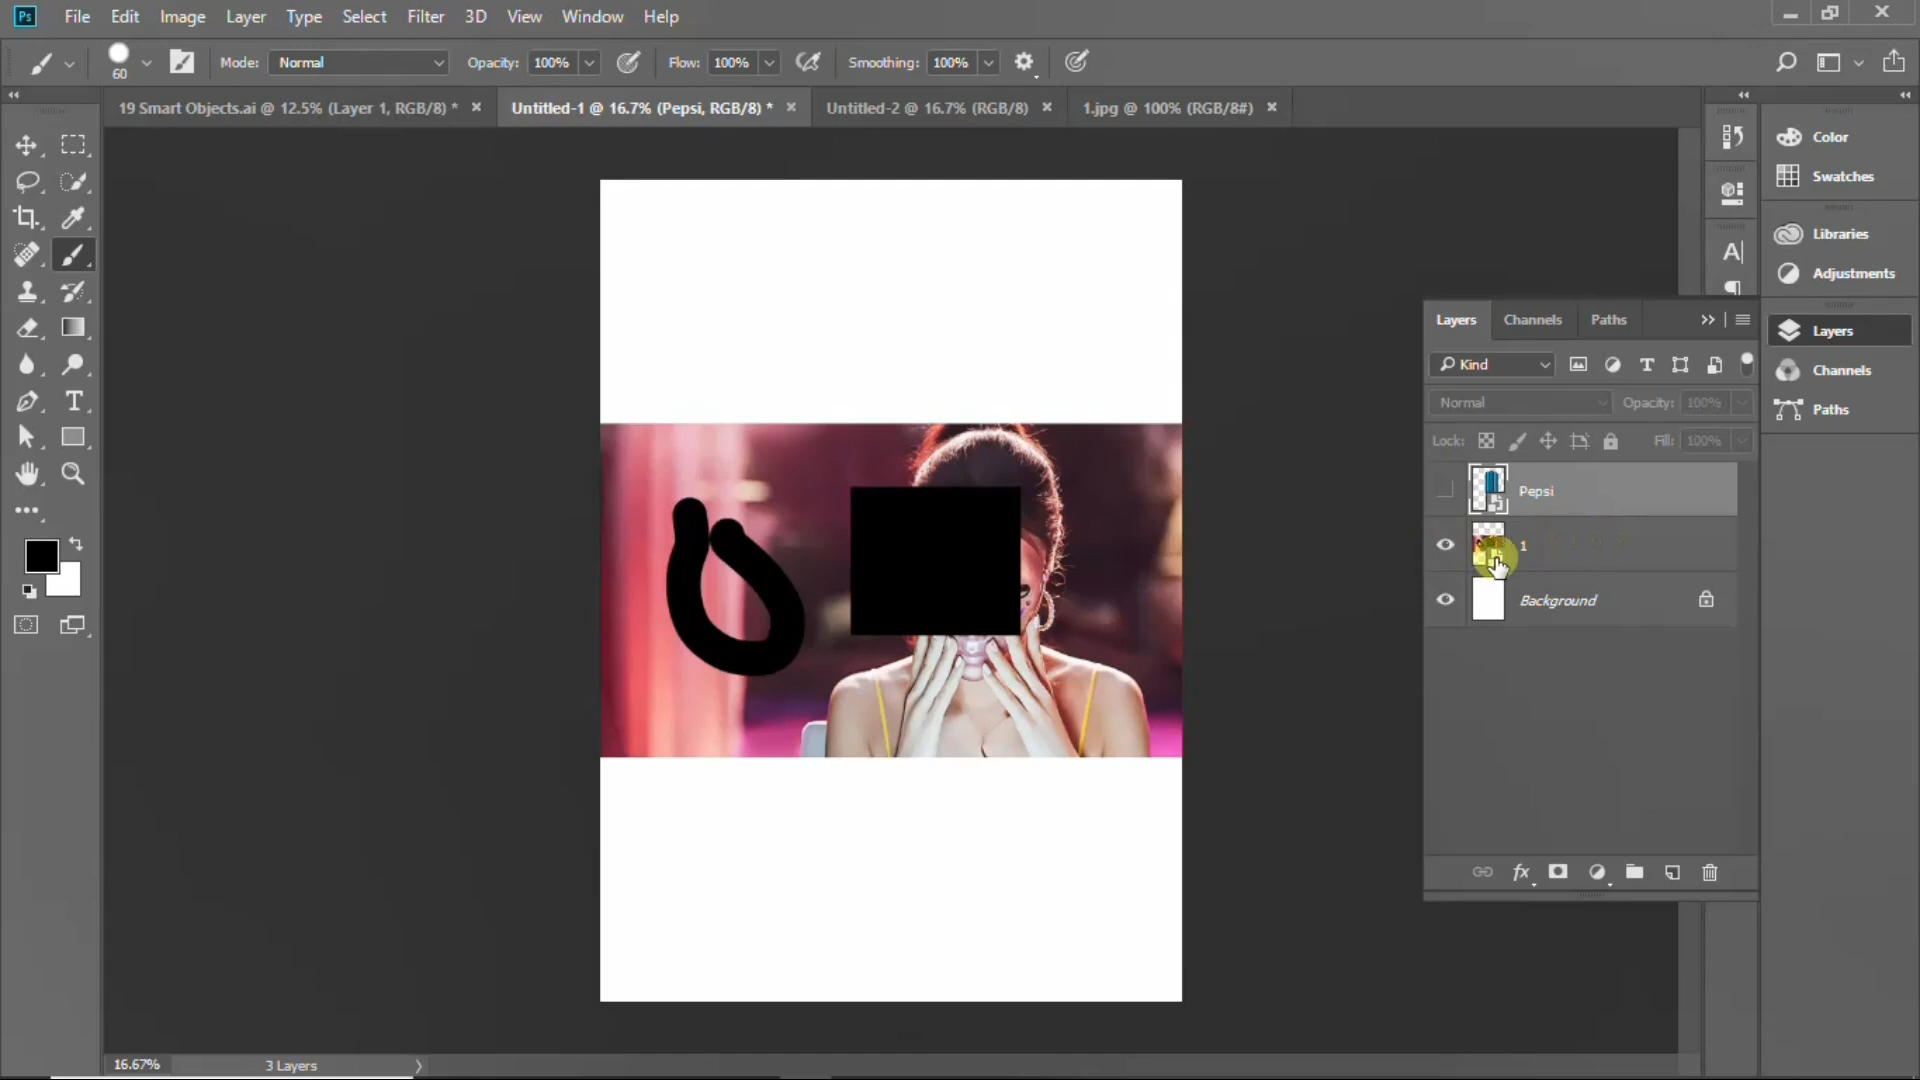 Ps File Edit Image Layer Type Select Filter 3D View Window Help
60 Mode: Normal Opacity: 100% Flow: 100% Smoothing: 100%
19 Smart Objects.ai @ 12.5% (Layer 1, RGB/8) * × Untitled-1 @ 16.7% (Pepsi, RGB/8) * × Untitled-2 @ 16.7% (RGB/8) × 1.jpg @ 100% (RGB/8#) ×
Color
Swatches
Libraries
Adjustments
Layers
Channels
Paths
Layers Channels Paths
Kind
Normal Opacity: 100%
Lock: Fill: 100%
Pepsi
1
Background
fx
16.67% 3 Layers